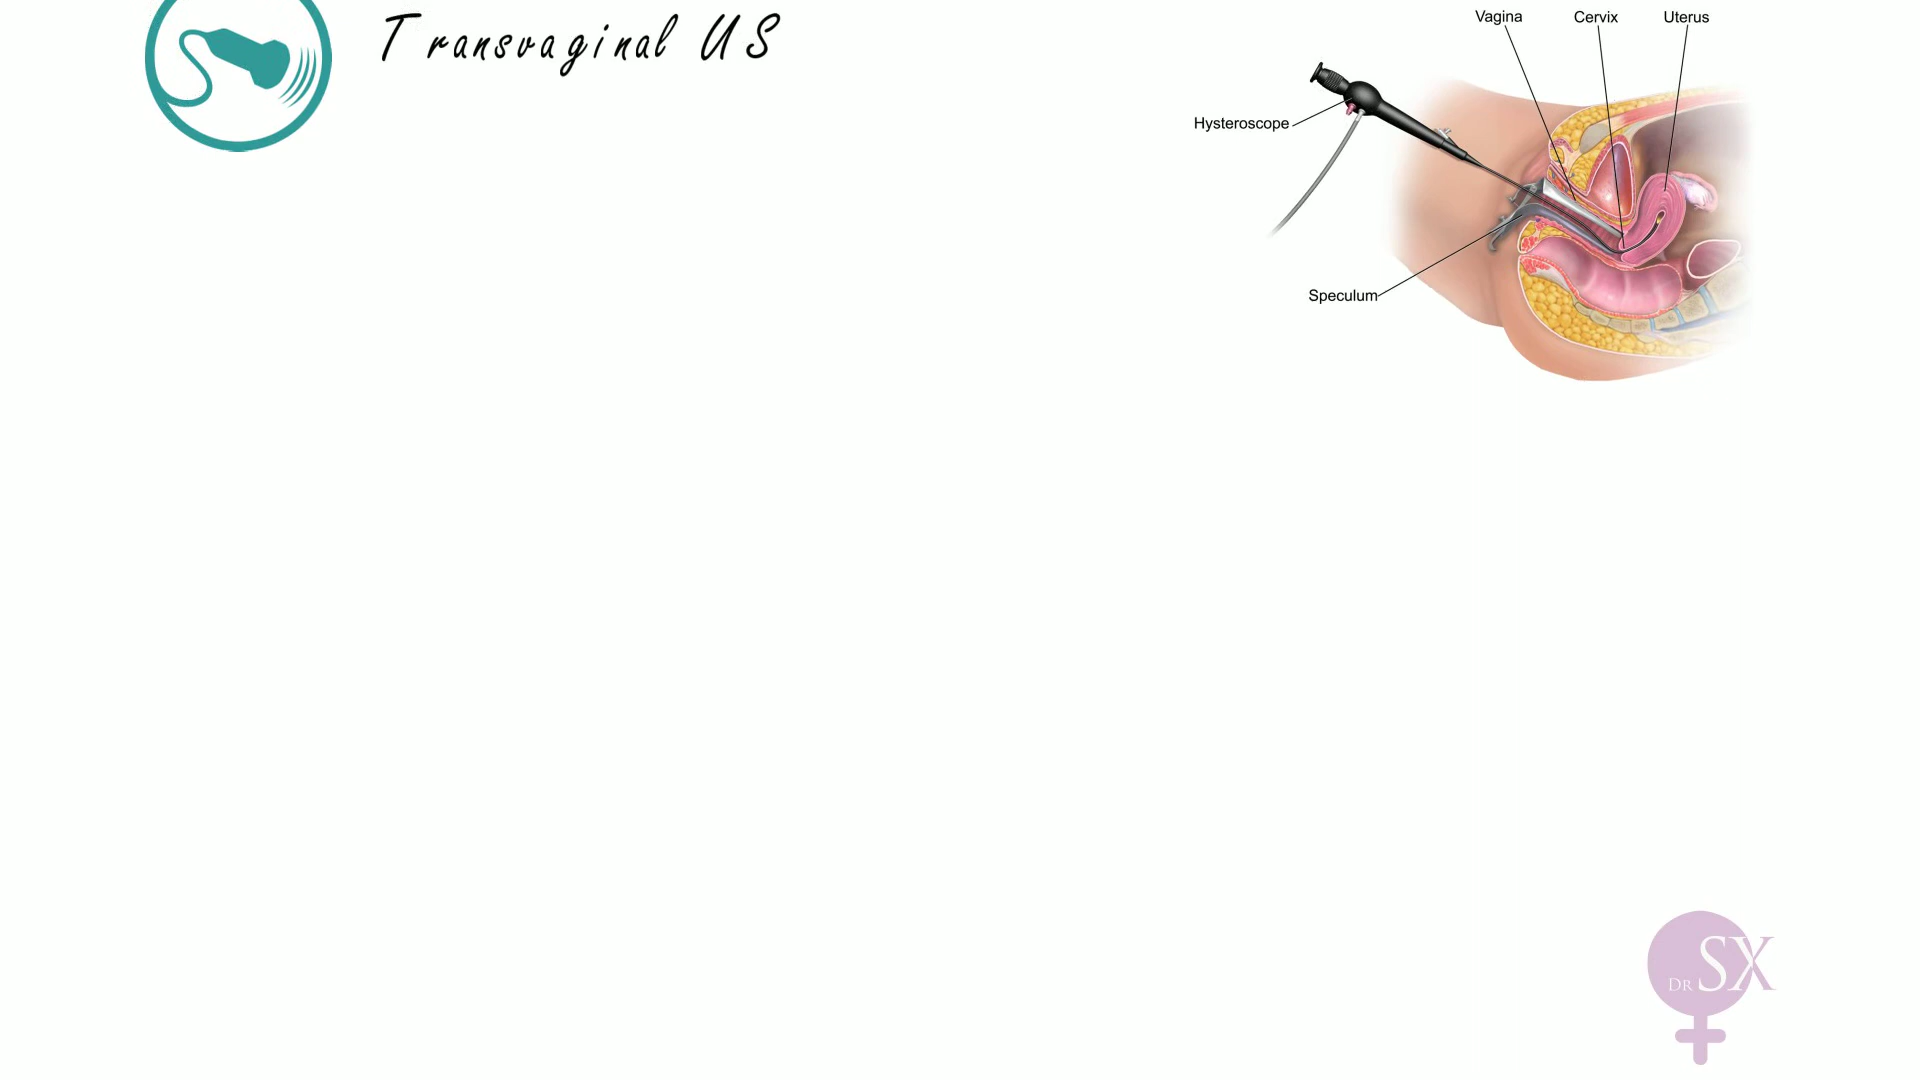 Transvaginal US
Vagina
Cervix
Uterus
Hysteroscope
Speculum
DR SX